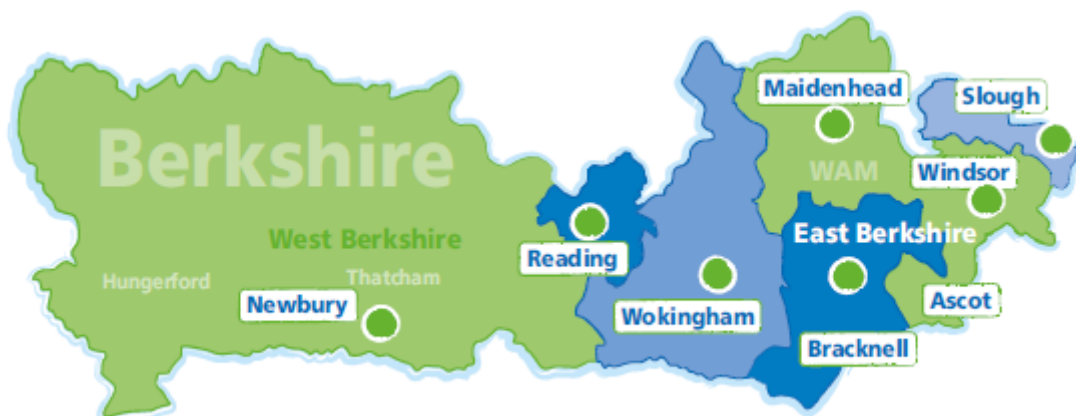 Berkshire
West Berkshire
Hungerford
Thatcham
Newbury
Reading
Wokingham
Maidenhead
WAM
Slough
Windsor
East Berkshire
Ascot
Bracknell